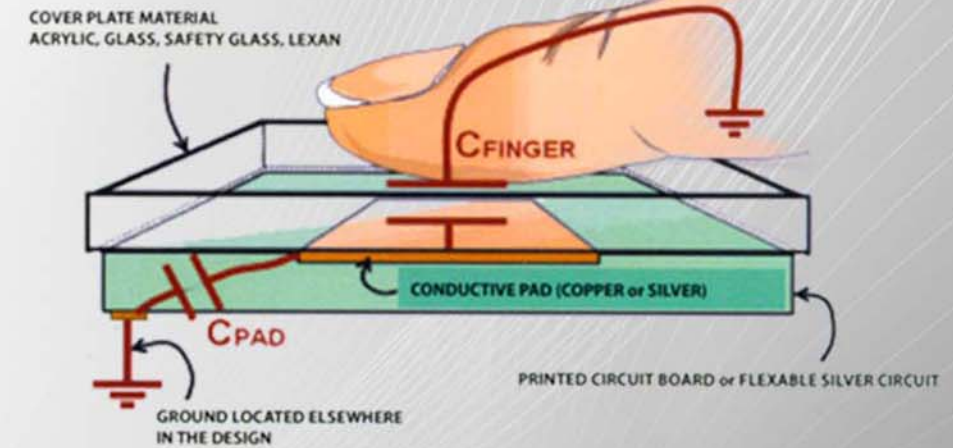 COVER PLATE MATERIAL
ACRYLIC, GLASS, SAFETY GLASS, LEXAN
CFINGER
CONDUCTIVE PAD (COPPER or SILVER)
CPAD
PRINTED CIRCUIT BOARD or FLEXABLE SILVER CIRCUIT
GROUND LOCATED ELSEWHERE
IN THE DESIGN